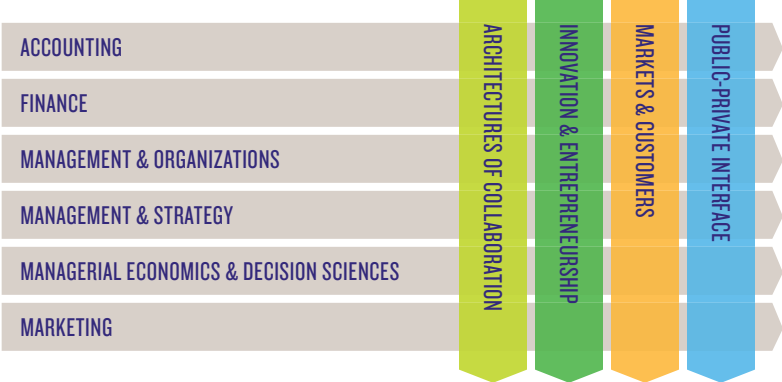 ACCOUNTING
FINANCE
MANAGEMENT & ORGANIZATIONS
MANAGEMENT & STRATEGY
MANAGERIAL ECONOMICS & DECISION SCIENCES
MARKETING
ARCHITECTURES OF COLLABORATION
INNOVATION & ENTREPRENEURSHIP
MARKETS & CUSTOMERS
PUBLIC-PRIVATE INTERFACE